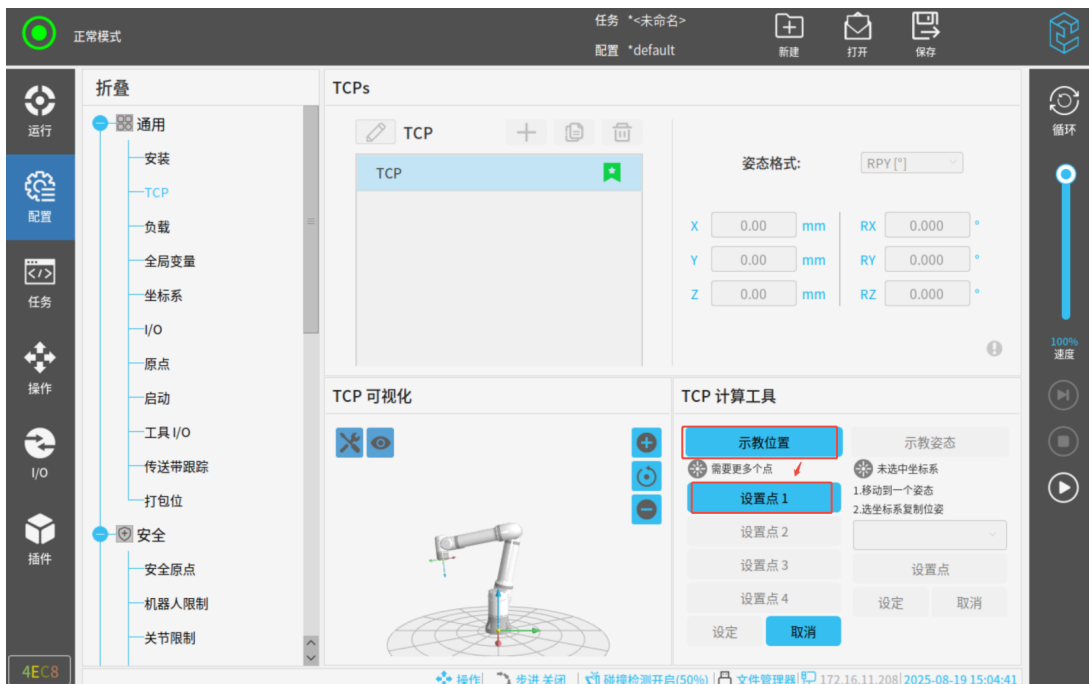 正常模式
任务 *<未命名>
配置 *default
新建
打开
保存
运行
配置
任务
操作
I/O
插件
4EC8
折叠
通用
安装
TCP
负载
全局变量
坐标系
I/O
原点
启动
工具 I/O
传送带跟踪
打包位
安全
安全原点
机器人限制
关节限制
TCPs
TCP
TCP
姿态格式: RPY [°]
X 0.00 mm RX 0.000 °
Y 0.00 mm RY 0.000 °
Z 0.00 mm RZ 0.000 °
TCP 可视化
TCP 计算工具
示教位置
需要更多个点
设置点 1
设置点 2
设置点 3
设置点 4
设定 取消
示教姿态
未选中坐标系
1.移动到一个姿态
2.选坐标系复制位姿
设置点
设定 取消
循环
100%
速度
操作 步进 关闭 碰撞检测开启(50%) 文件管理器 172.16.11.208 2025-08-19 15:04:41